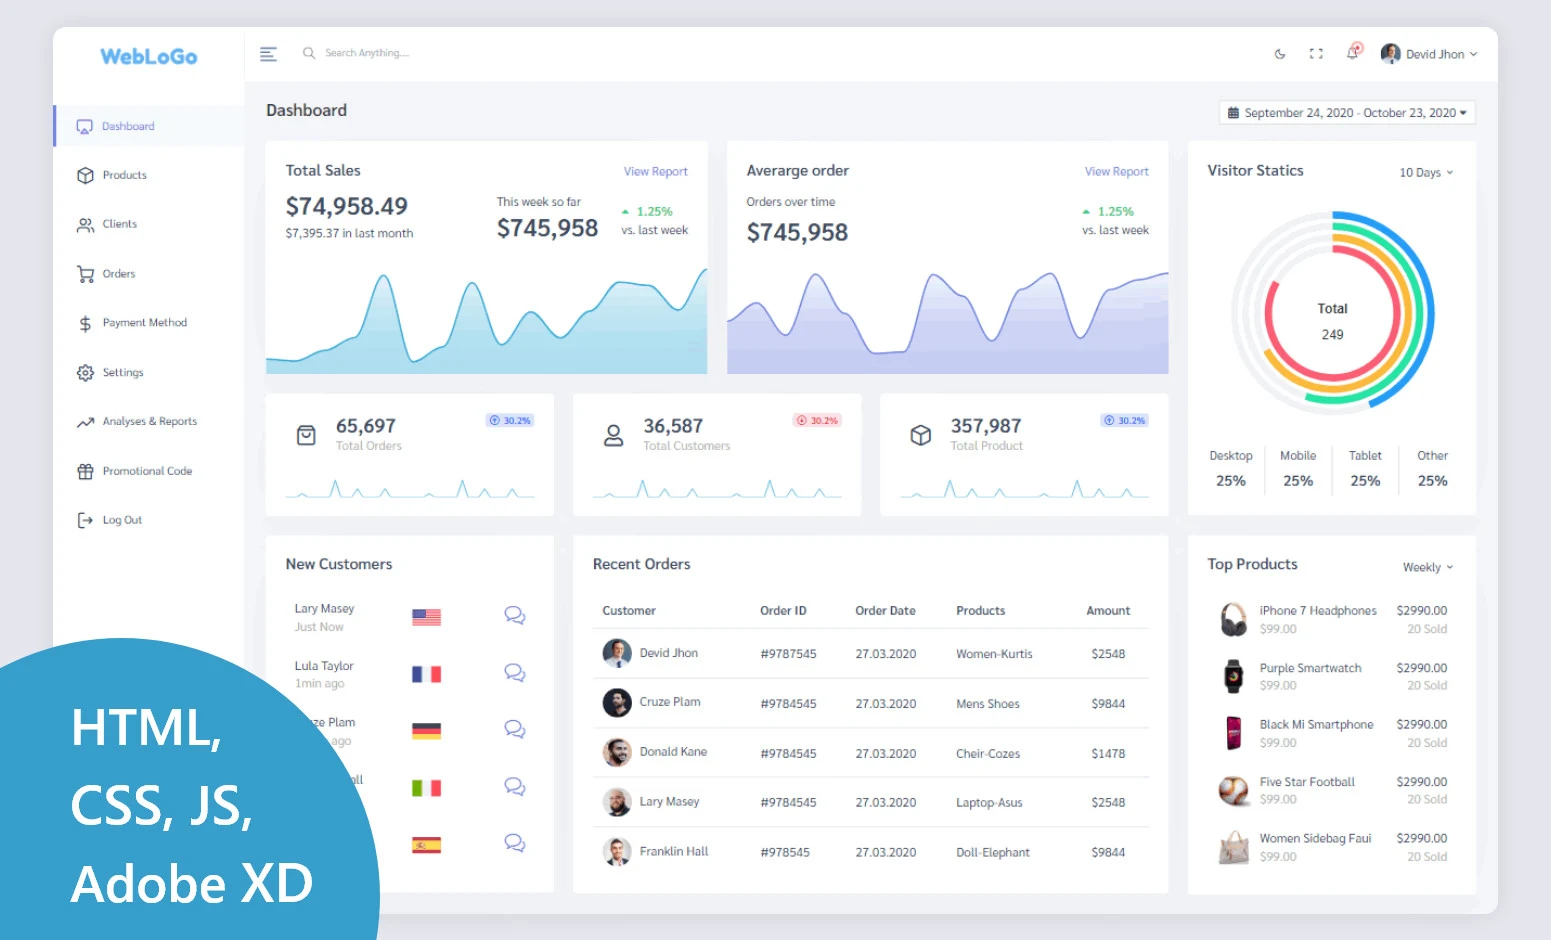 WebLoGo
Search Anything....
Devid Jhon
Dashboard
Products
Clients
Orders
Payment Method
Settings
Analyses & Reports
Promotional Code
Log Out
Dashboard
September 24, 2020 - October 23, 2020
Total Sales
View Report
$74,958.49
$7,395.37 in last month
This week so far
$745,958
1.25%
vs. last week
Averarge order
View Report
Orders over time
$745,958
1.25%
vs. last week
Visitor Statics
10 Days
Total
249
Desktop Mobile Tablet Other
25% 25% 25% 25%
65,697
Total Orders
30.2%
36,587
Total Customers
30.2%
357,987
Total Product
30.2%
New Customers
Lary Masey
Just Now
Lula Taylor
1min ago
ze Plam
ago
all
Recent Orders
Customer Order ID Order Date Products Amount
Devid Jhon #9787545 27.03.2020 Women-Kurtis $2548
Cruze Plam #9784545 27.03.2020 Mens Shoes $9844
Donald Kane #9784545 27.03.2020 Cheir-Cozes $1478
Lary Masey #9784545 27.03.2020 Laptop-Asus $2548
Franklin Hall #978545 27.03.2020 Doll-Elephant $9844
Top Products
Weekly
iPhone 7 Headphones $2990.00
$99.00 20 Sold
Purple Smartwatch $2990.00
$99.00 20 Sold
Black Mi Smartphone $2990.00
$99.00 20 Sold
Five Star Football $2990.00
$99.00 20 Sold
Women Sidebag Faui $2990.00
$99.00 20 Sold
HTML,
CSS, JS,
Adobe XD